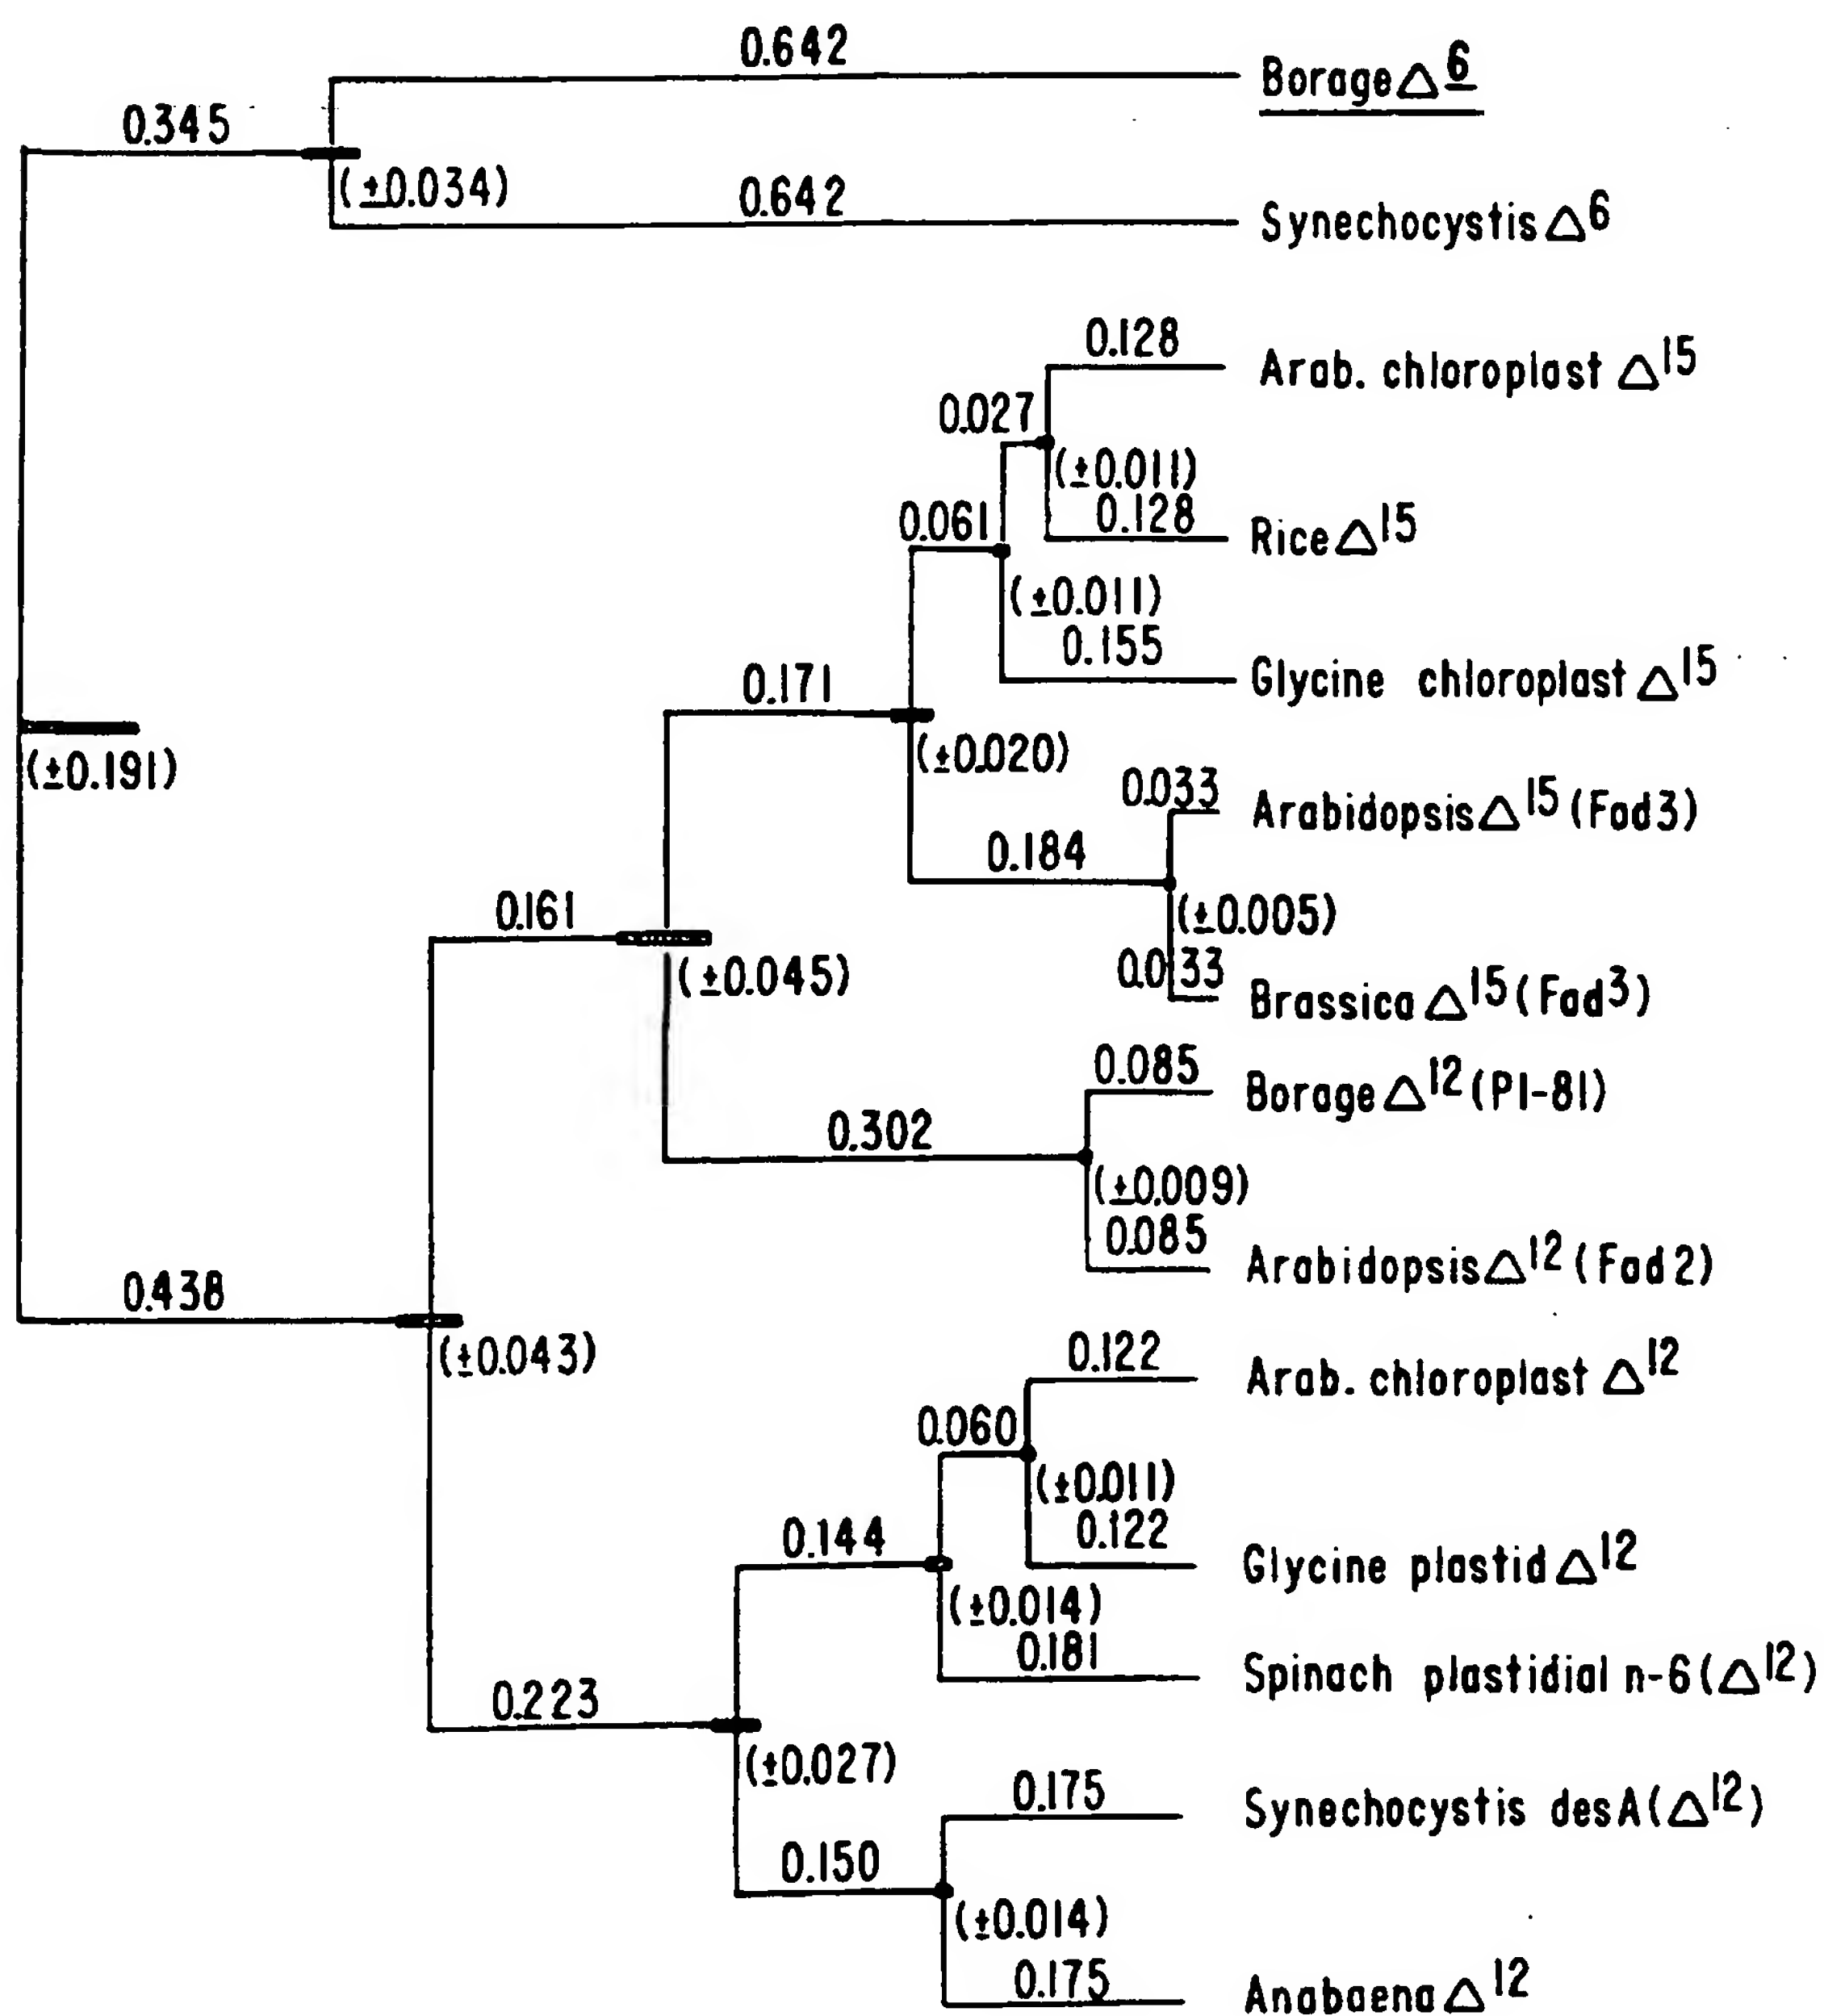 0.642
Borage Δ6
0.345
(±0.034)
0.642
Synechocystis Δ6
0.128
Arab. chloroplast Δ15
0.027
(±0.011)
0.128
Rice Δ15
0.061
(±0.011)
0.155
Glycine chloroplast Δ15
0.171
(±0.020)
(±0.191)
0.033
Arabidopsis Δ15 (Fad3)
0.184
(±0.005)
0.161
(±0.045)
0.033
Brassica Δ15 (Fad3)
0.085
Borage Δ12 (P1-81)
0.302
(±0.009)
0.085
Arabidopsis Δ12 (Fad2)
0.438
(±0.043)
0.122
Arab. chloroplast Δ12
0.060
(±0.011)
0.122
Glycine plastid Δ12
0.144
(±0.014)
0.181
Spinach plastidial n-6 (Δ12)
0.223
(±0.027)
0.175
Synechocystis desA (Δ12)
0.150
(±0.014)
0.175
Anabaena Δ12